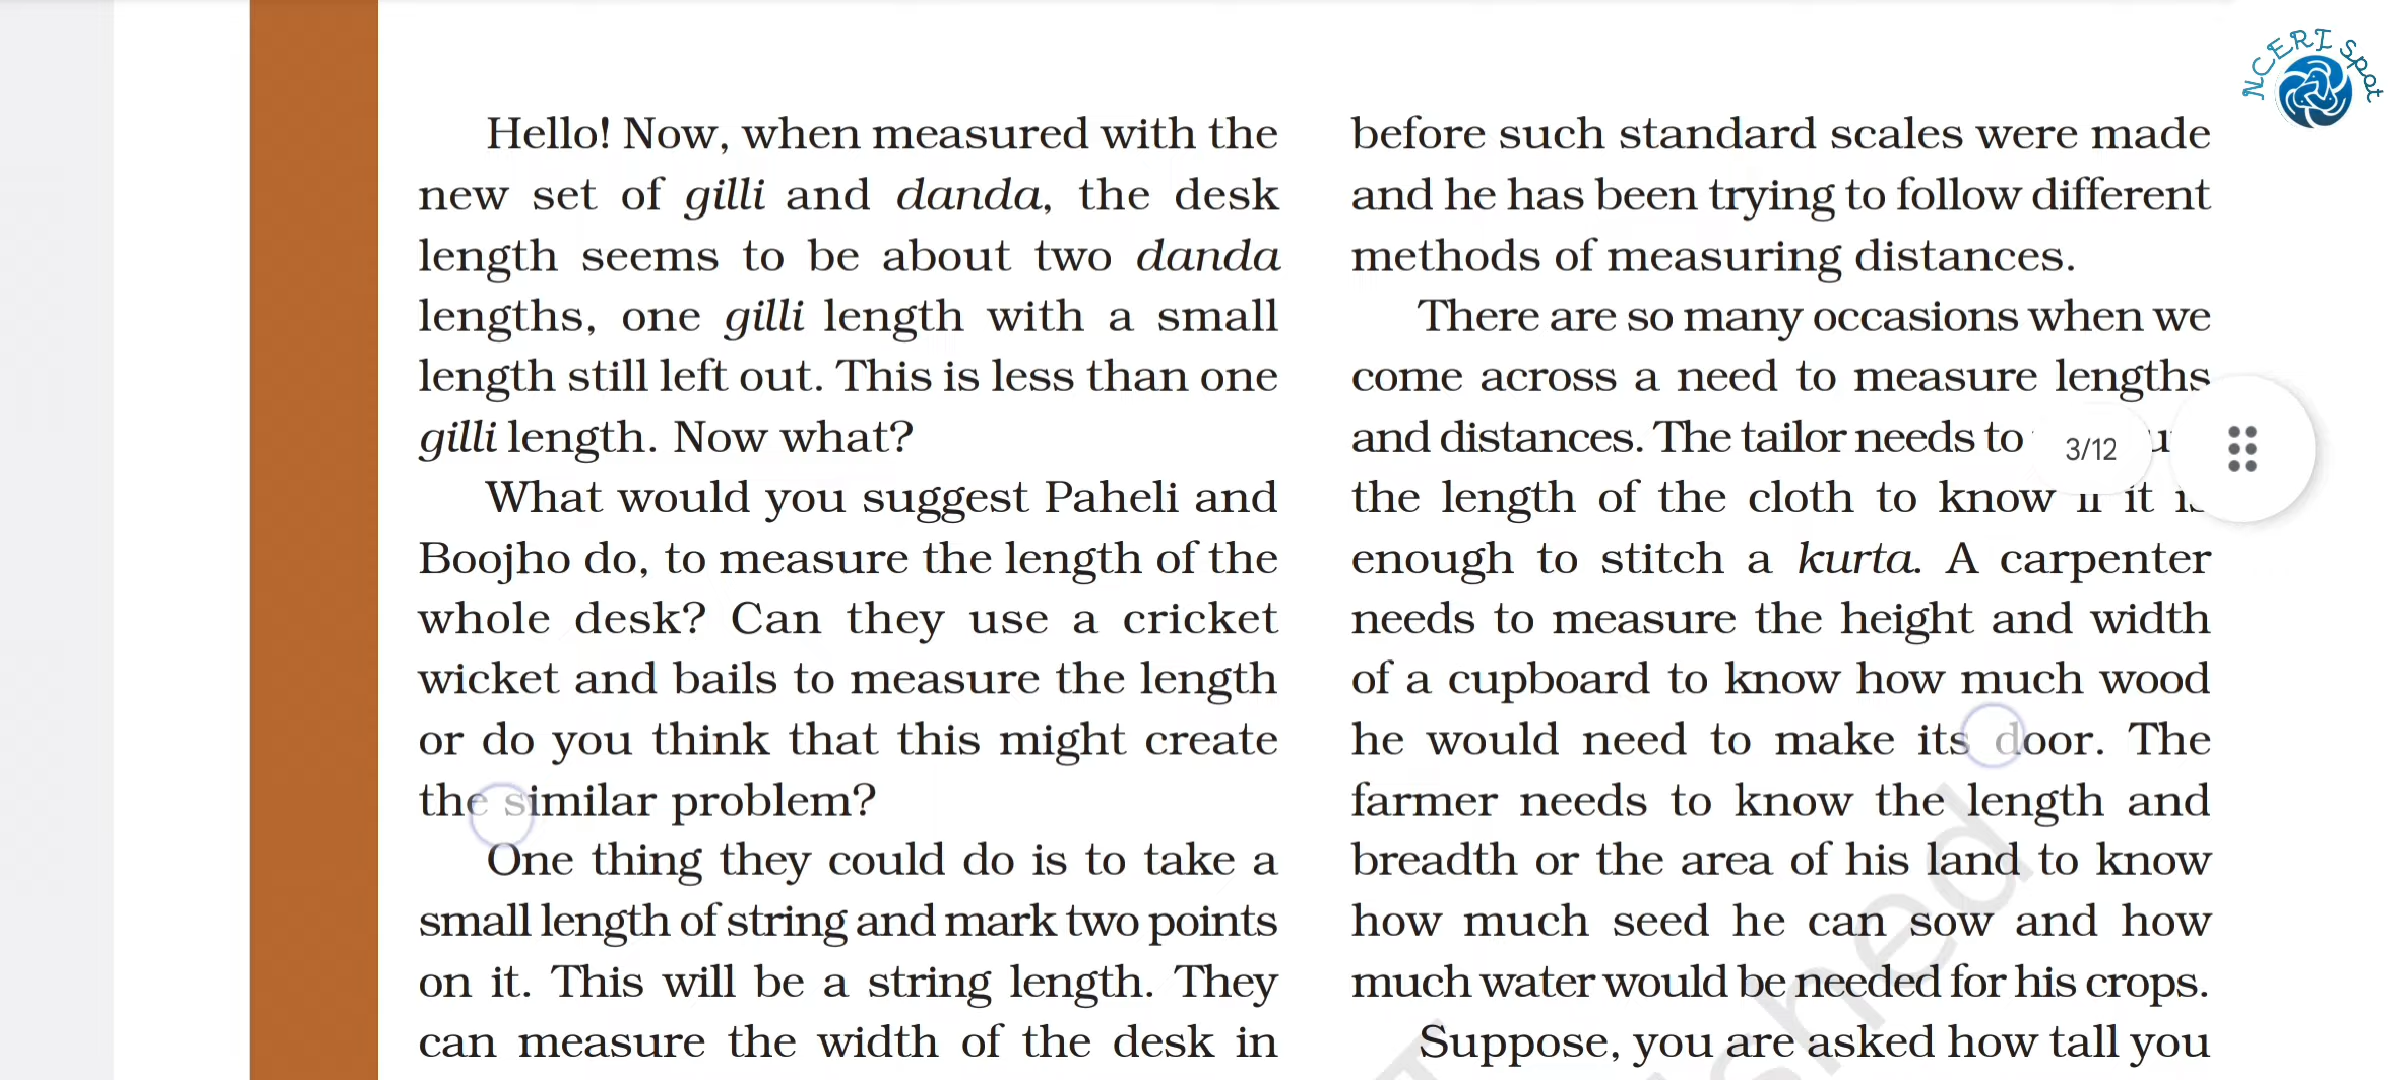 Hello! Now, when measured with the
new set of gilli and danda, the desk
length seems to be about two danda
lengths, one gilli length with a small
length still left out. This is less than one
gilli length. Now what?
What would you suggest Paheli and
Boojho do, to measure the length of the
whole desk? Can they use a cricket
wicket and bails to measure the length
or do you think that this might create
the similar problem?
One thing they could do is to take a
small length of string and mark two points
on it. This will be a string length. They
can measure the width of the desk in
before such standard scales were made
and he has been trying to follow different
methods of measuring distances.
There are so many occasions when we
come across a need to measure lengths
and distances. The tailor needs to
the length of the cloth to know if it is
enough to stitch a kurta. A carpenter
needs to measure the height and width
of a cupboard to know how much wood
he would need to make its door. The
farmer needs to know the length and
breadth or the area of his land to know
how much seed he can sow and how
much water would be needed for his crops.
Suppose, you are asked how tall you
3/12
NCERT Spot